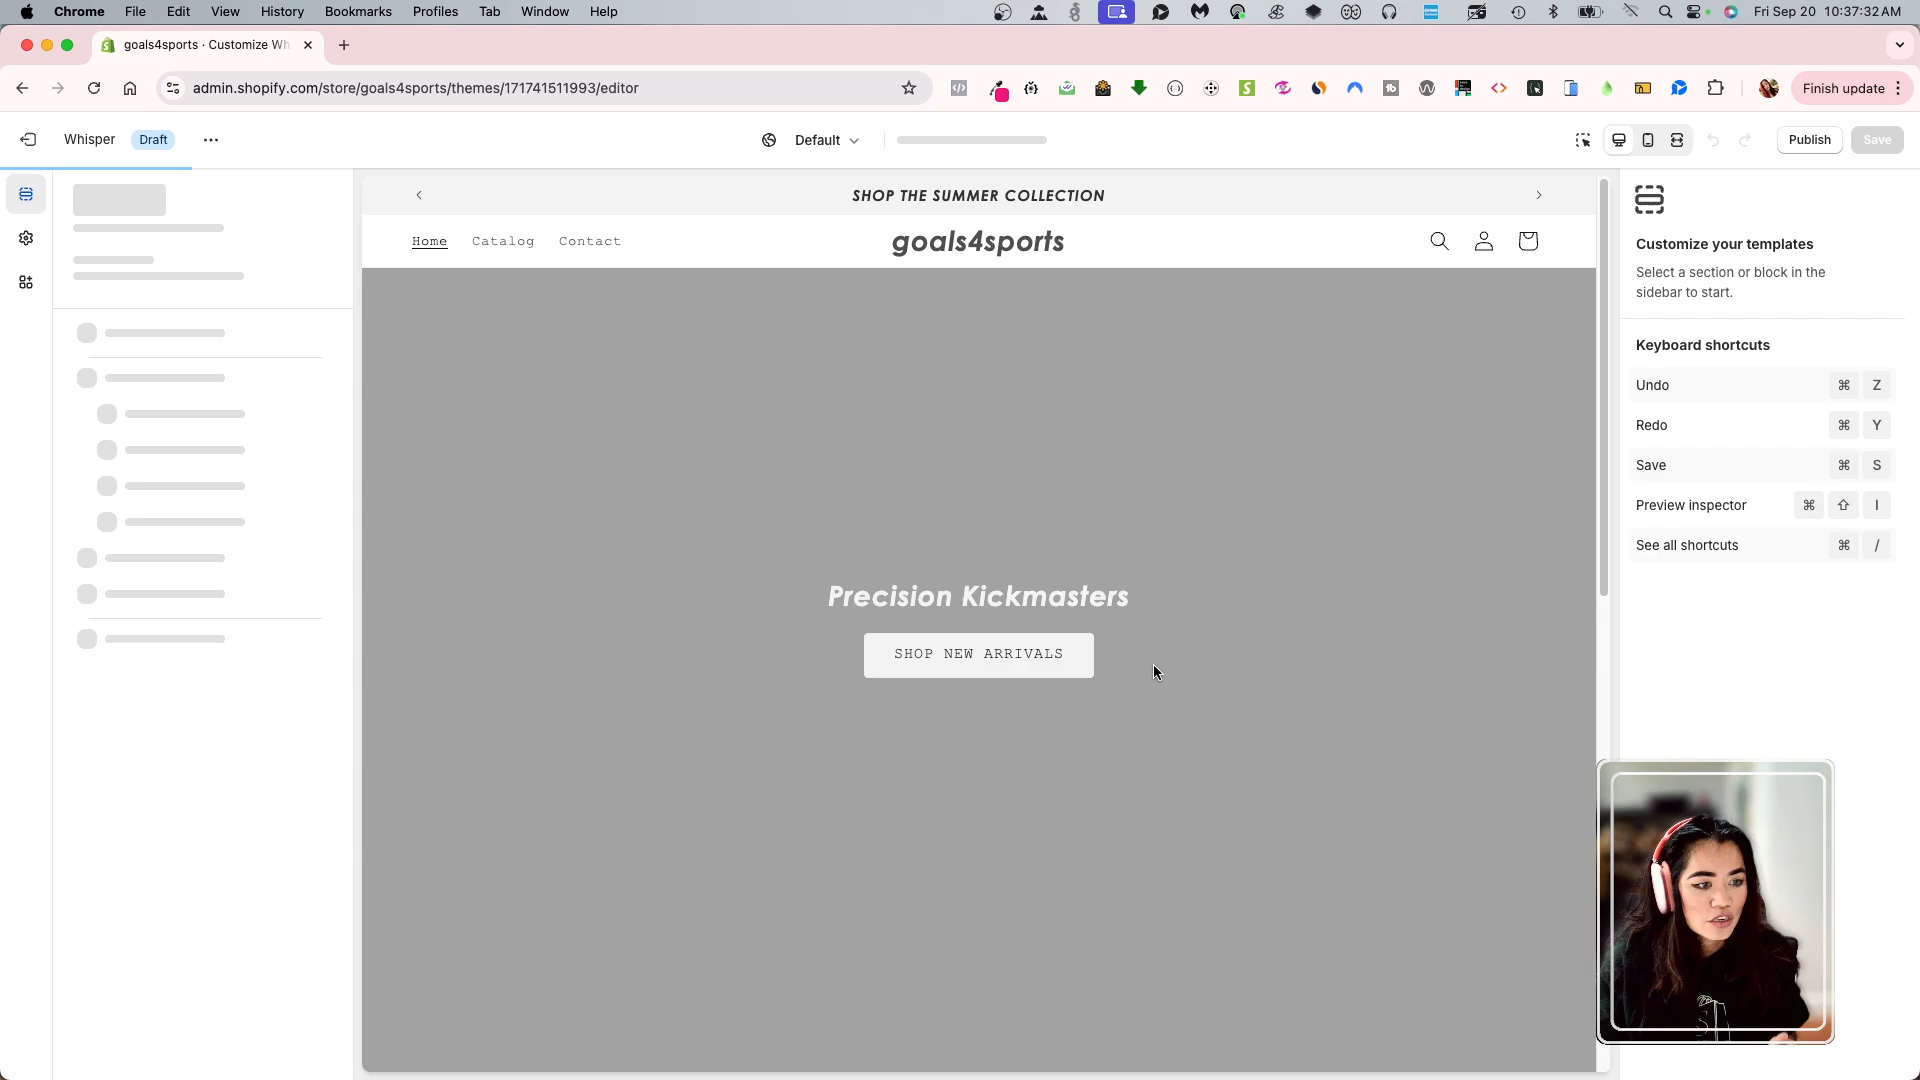 Chrome File Edit View History Bookmarks Profiles Tab Window Help Fri Sep 20 10:37:32 AM
goals4sports · Customize Wh
admin.shopify.com/store/goals4sports/themes/171741511993/editor
Finish update
Whisper Draft
Default
Publish Save
SHOP THE SUMMER COLLECTION
Home Catalog Contact
goals4sports
Precision Kickmasters
SHOP NEW ARRIVALS
Customize your templates
Select a section or block in the
sidebar to start.
Keyboard shortcuts
Undo ⌘ Z
Redo ⌘ Y
Save ⌘ S
Preview inspector ⌘ ⇧ I
See all shortcuts ⌘ /